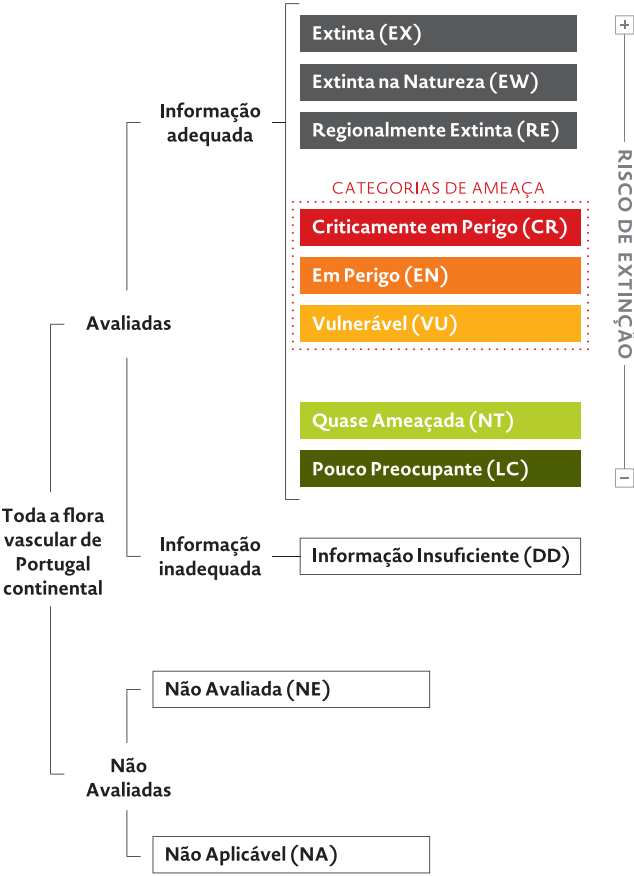 Extinta (EX)
Extinta na Natureza (EW)
Regionalmente Extinta (RE)
Informação
adequada
CATEGORIAS DE AMEAÇA
Criticamente em Perigo (CR)
Em Perigo (EN)
Vulnerável (VU)
Avaliadas
Quase Ameaçada (NT)
Pouco Preocupante (LC)
+
RISCO DE EXTINÇÃO
−
Toda a flora
vascular de
Portugal
continental
Informação
inadequada
Informação Insuficiente (DD)
Não Avaliada (NE)
Não
Avaliadas
Não Aplicável (NA)